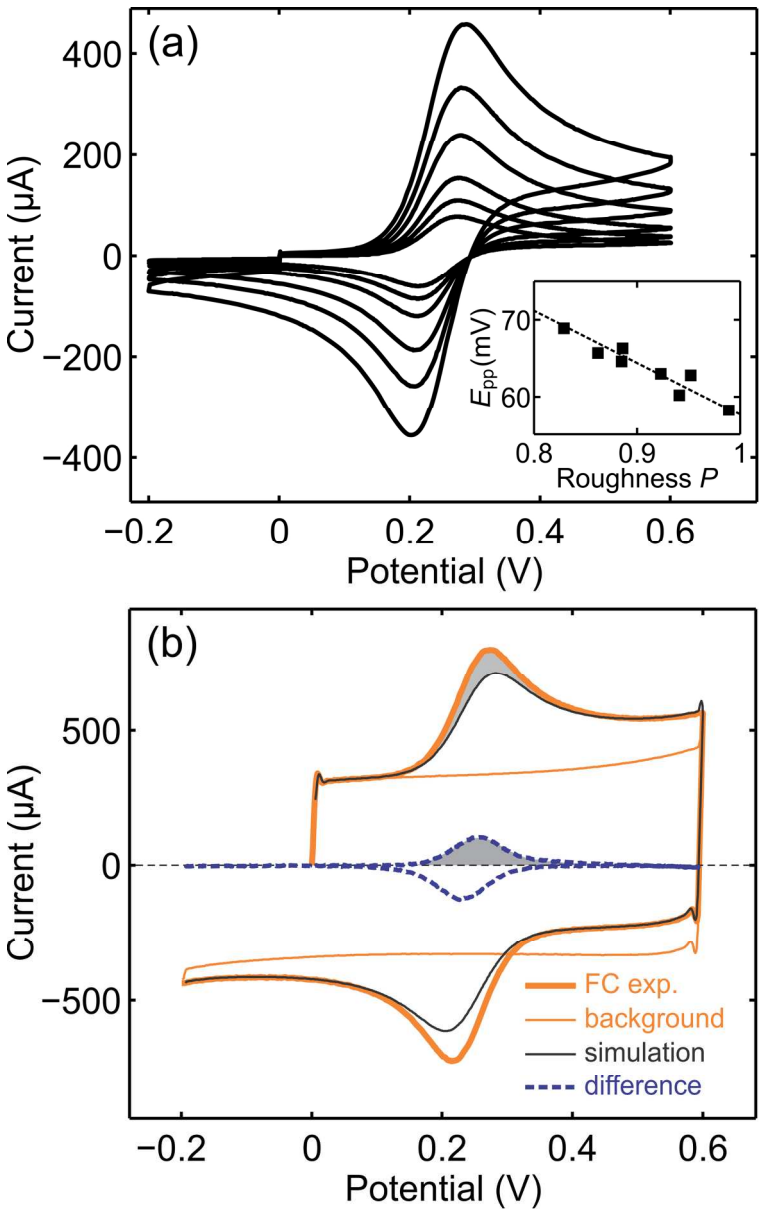 (a)
400
200
0
−200
−400
Current (µA)
−0.2 0 0.2 0.4 0.6
Potential (V)
70
60
Epp(mV)
0.8 0.9 1
Roughness P
(b)
500
0
−500
Current (µA)
FC exp.
background
simulation
difference
−0.2 0 0.2 0.4 0.6
Potential (V)